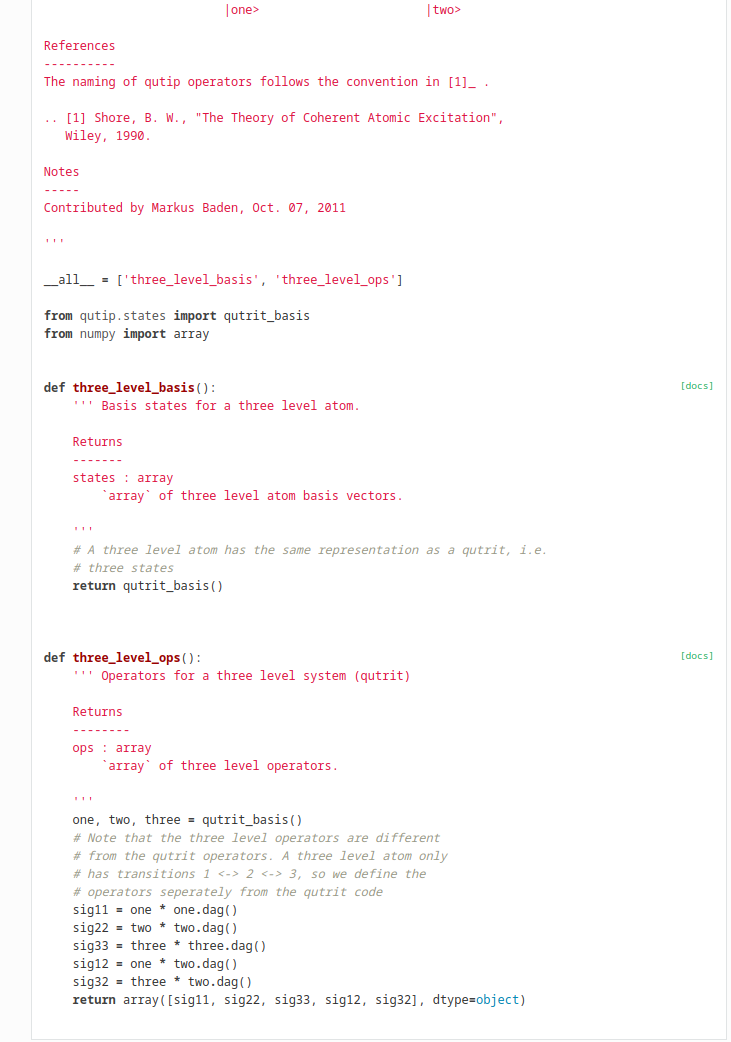 |one>                       |two>
References
----------
The naming of qutip operators follows the convention in [1]_ .
.. [1] Shore, B. W., "The Theory of Coherent Atomic Excitation",
   Wiley, 1990.
Notes
-----
Contributed by Markus Baden, Oct. 07, 2011
'''
__all__ = ['three_level_basis', 'three_level_ops']
from qutip.states import qutrit_basis
from numpy import array
def three_level_basis(): [docs]
    ''' Basis states for a three level atom.
    Returns
    -------
    states : array
        `array` of three level atom basis vectors.
    '''
    # A three level atom has the same representation as a qutrit, i.e.
    # three states
    return qutrit_basis()
def three_level_ops(): [docs]
    ''' Operators for a three level system (qutrit)
    Returns
    --------
    ops : array
        `array` of three level operators.
    '''
    one, two, three = qutrit_basis()
    # Note that the three level operators are different
    # from the qutrit operators. A three level atom only
    # has transitions 1 <-> 2 <-> 3, so we define the
    # operators seperately from the qutrit code
    sig11 = one * one.dag()
    sig22 = two * two.dag()
    sig33 = three * three.dag()
    sig12 = one * two.dag()
    sig32 = three * two.dag()
    return array([sig11, sig22, sig33, sig12, sig32], dtype=object)